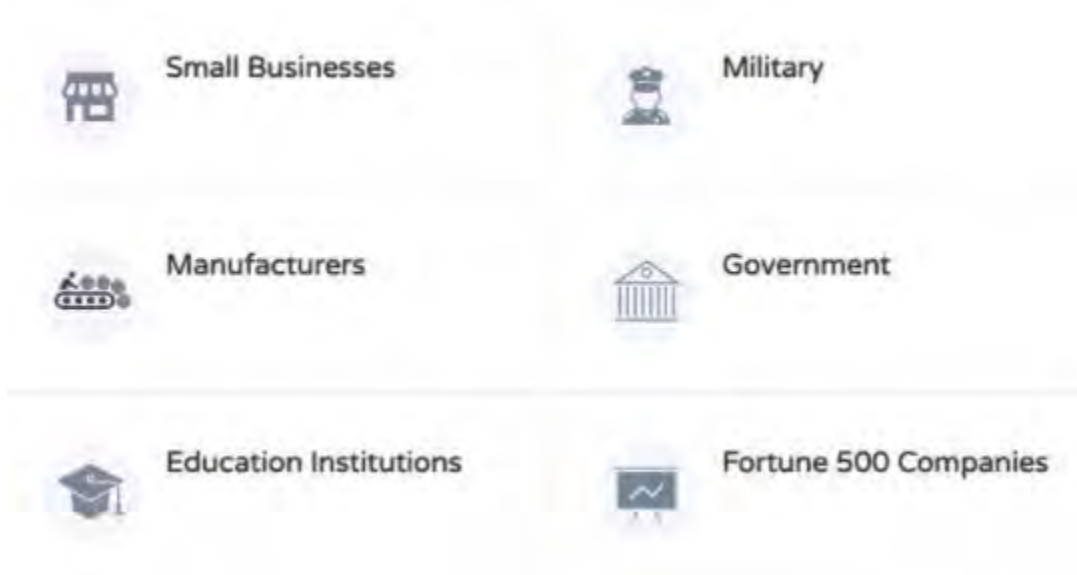 Small Businesses
Military
Manufacturers
Government
Education Institutions
Fortune 500 Companies